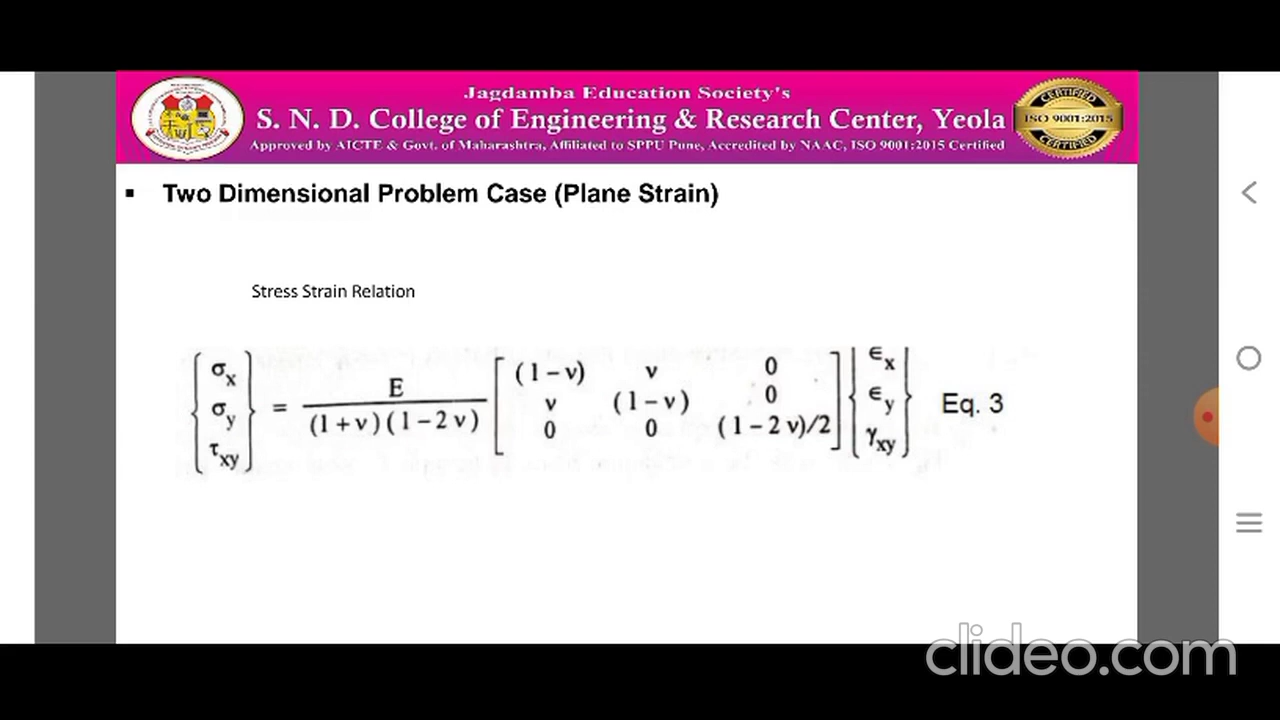 Jagdamba Education Society's
S. N. D. College of Engineering & Research Center, Yeola
Approved by AICTE & Govt. of Maharashtra, Affiliated to SPPU Pune, Accredited by NAAC, ISO 9001:2015 Certified
CERTIFIED
ISO 9001:2015
CERTIFIED
▪ Two Dimensional Problem Case (Plane Strain)
Stress Strain Relation
{σx σy τxy} = E / (1 + ν) (1 − 2 ν) [(1 − ν) ν 0
ν (1 − ν) 0
0 0 (1 − 2 ν)/2] {ϵx ϵy γxy} Eq. 3
clideo.com